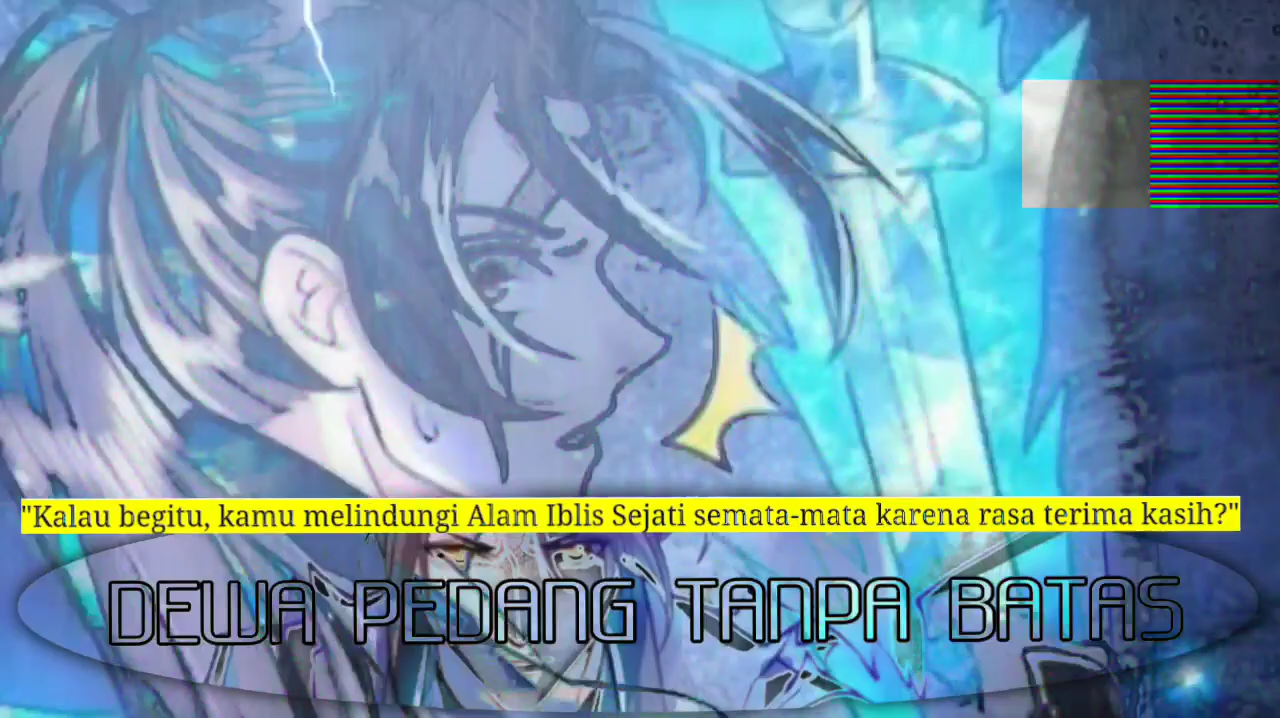 "Kalau begitu, kamu melindungi Alam Iblis Sejati semata-mata karena rasa terima kasih?"
DEWA PEDANG TANPA BATAS